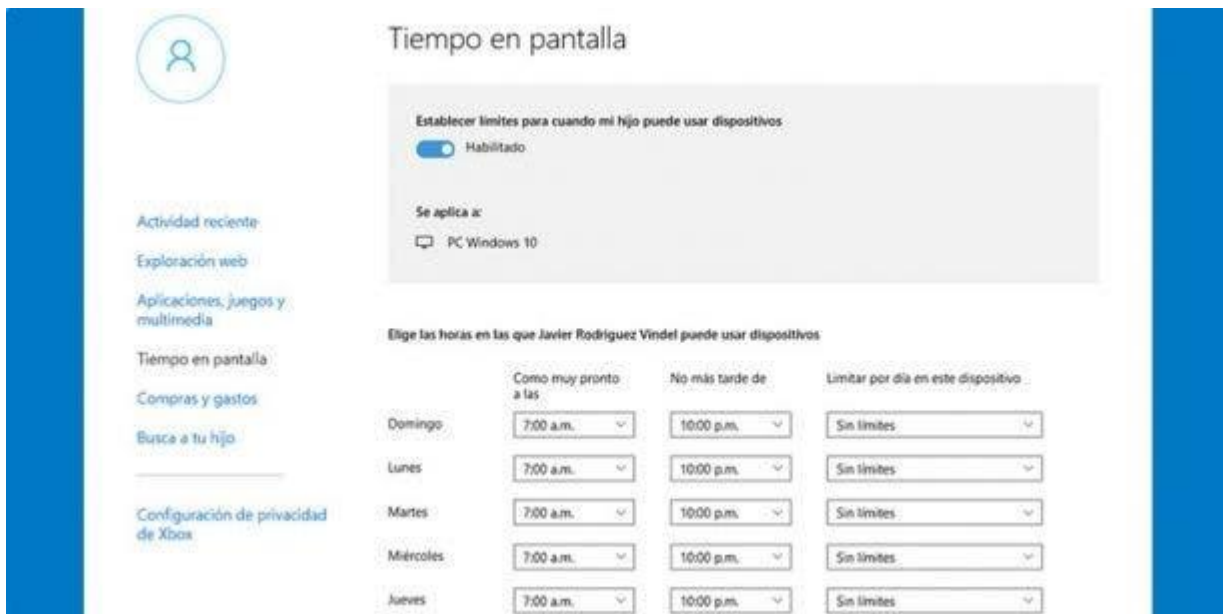 Tiempo en pantalla
Establecer límites para cuando mi hijo puede usar dispositivos
Habilitado
Se aplica a:
PC Windows 10
Actividad reciente
Exploración web
Aplicaciones, juegos y
multimedia
Tiempo en pantalla
Compras y gastos
Busca a tu hijo
Configuración de privacidad
de Xbox
Elige las horas en las que Javier Rodriguez Vindel puede usar dispositivos
Como muy pronto
a las
No más tarde de
Limitar por día en este dispositivo
Domingo 7:00 a.m. 10:00 p.m. Sin límites
Lunes 7:00 a.m. 10:00 p.m. Sin límites
Martes 7:00 a.m. 10:00 p.m. Sin límites
Miércoles 7:00 a.m. 10:00 p.m. Sin límites
Jueves 7:00 a.m. 10:00 p.m. Sin límites